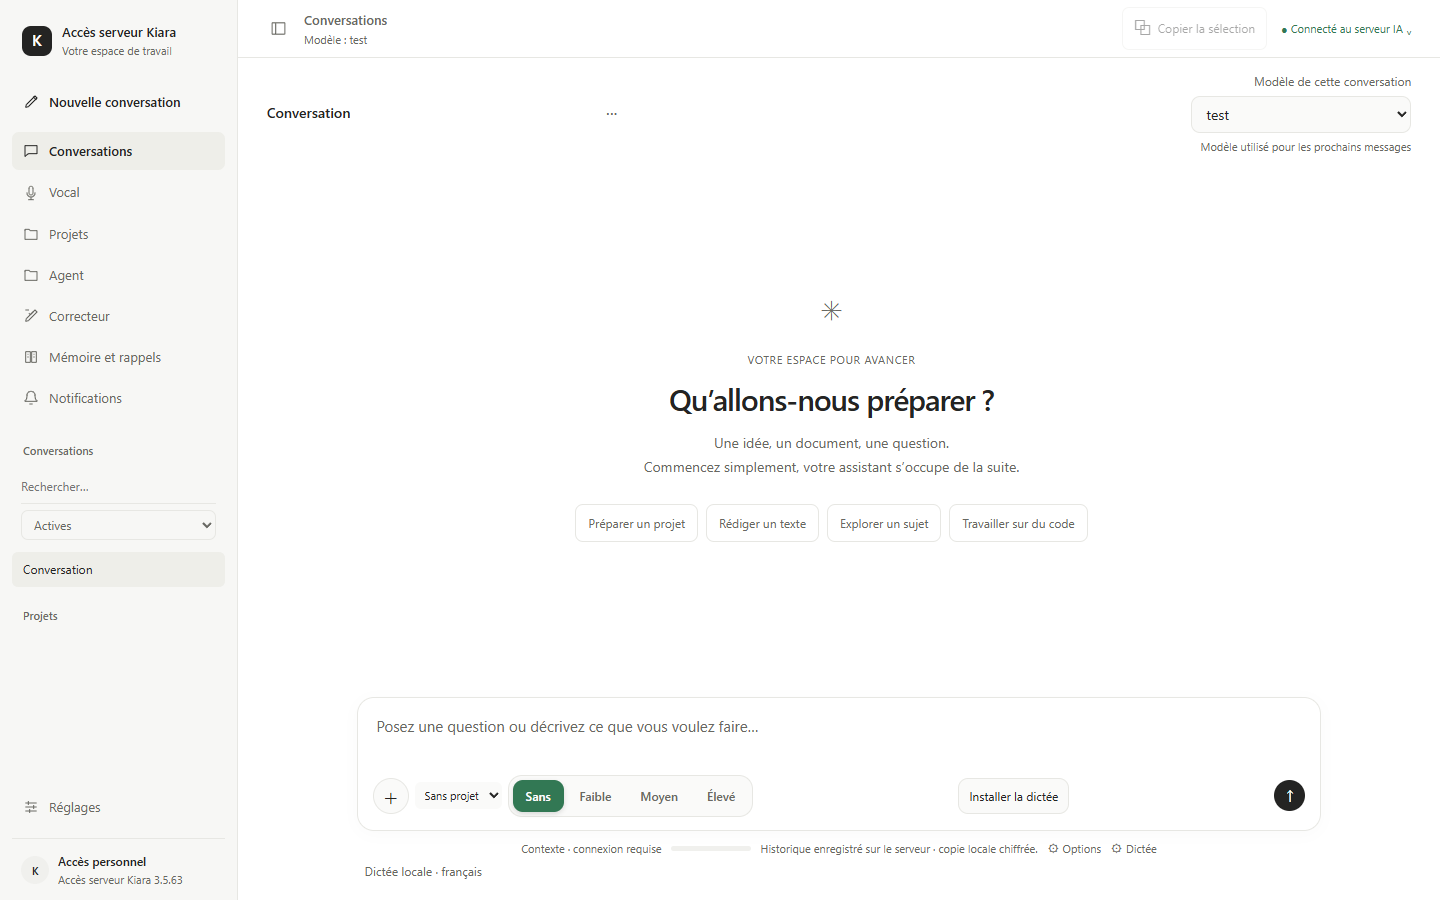 K
Accès serveur Kiara
Votre espace de travail
Nouvelle conversation
Conversations
Vocal
Projets
Agent
Correcteur
Mémoire et rappels
Notifications
Conversations
Rechercher...
Actives
Conversation
Projets
Réglages
K
Accès personnel
Accès serveur Kiara 3.5.63
Conversations
Modèle : test
Copier la sélection
● Connecté au serveur IA
Conversation
...
Modèle de cette conversation
test
Modèle utilisé pour les prochains messages
VOTRE ESPACE POUR AVANCER
Qu’allons-nous préparer ?
Une idée, un document, une question.
Commencez simplement, votre assistant s’occupe de la suite.
Préparer un projet
Rédiger un texte
Explorer un sujet
Travailler sur du code
Posez une question ou décrivez ce que vous voulez faire...
Sans projet
Sans
Faible
Moyen
Élevé
Installer la dictée
Contexte · connexion requise
Historique enregistré sur le serveur · copie locale chiffrée.
Options
Dictée
Dictée locale · français